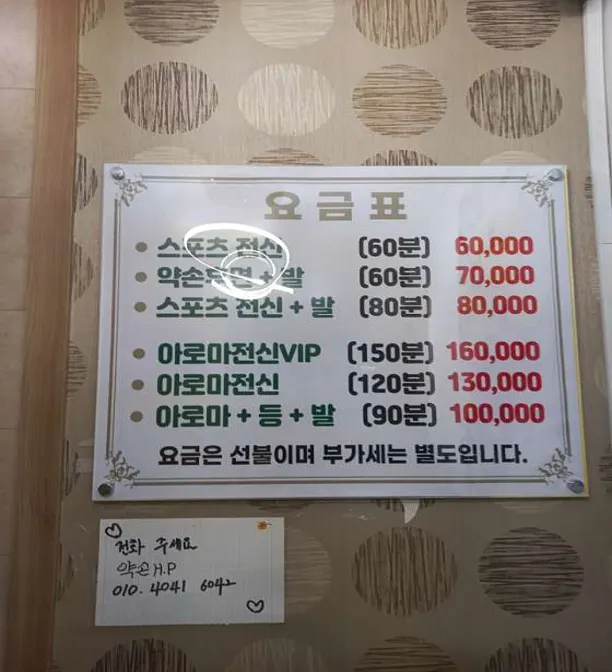 요금표
스포츠 전신 (60분) 60,000
약손 + 발 (60분) 70,000
스포츠 전신 + 발 (80분) 80,000
아로마전신VIP (150분) 160,000
아로마전신 (120분) 130,000
아로마 + 등 + 발 (90분) 100,000
요금은 선불이며 부가세는 별도입니다.
전화 주세요
약손 H.P
010. 4041 6042